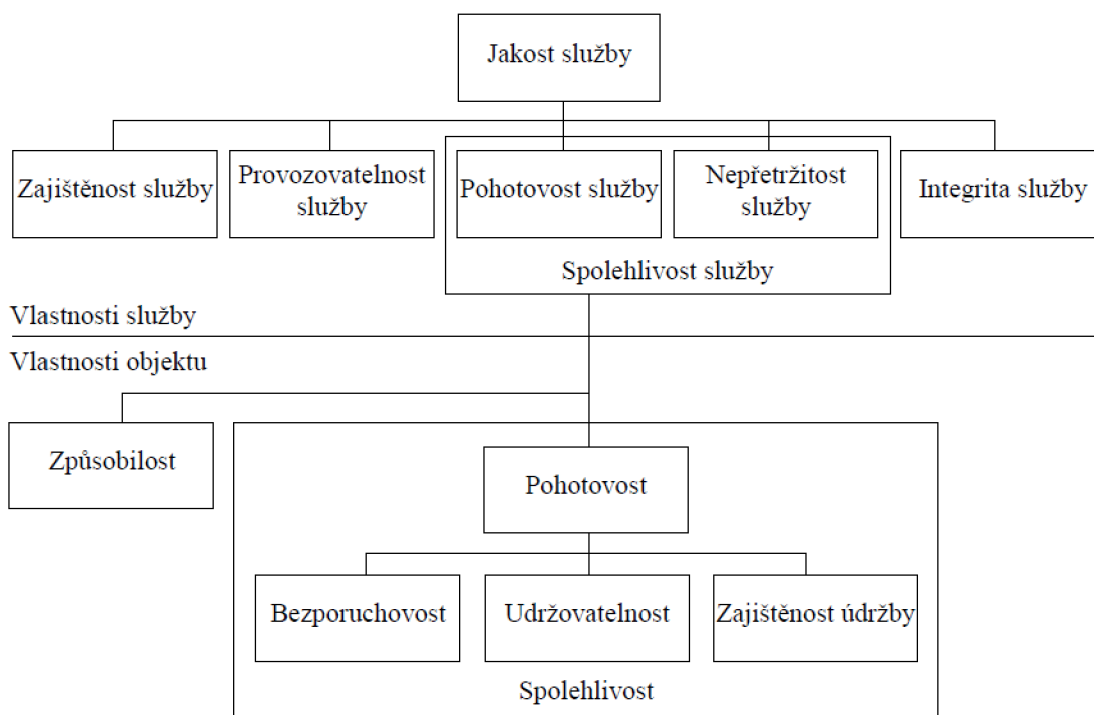 Jakost služby
Zajištěnost služby
Provozovatelnost
služby
Pohotovost služby
Nepřetržitost
služby
Integrita služby
Spolehlivost služby
Vlastnosti služby
Vlastnosti objektu
Způsobilost
Pohotovost
Bezporuchovost
Udržovatelnost
Zajištěnost údržby
Spolehlivost